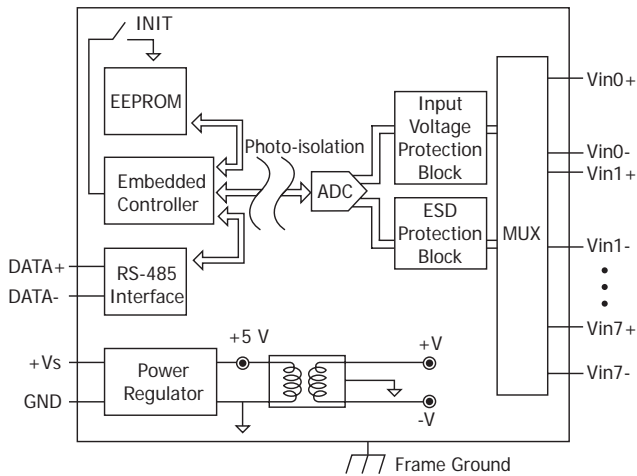 INIT
EEPROM
Photo-isolation
Embedded
Controller
ADC
Input
Voltage
Protection
Block
ESD
Protection
Block
MUX
Vin0+
Vin0-
Vin1+
Vin1-
Vin7+
Vin7-
DATA+
DATA-
RS-485
Interface
+Vs
GND
Power
Regulator
+5 V
+V
-V
Frame Ground